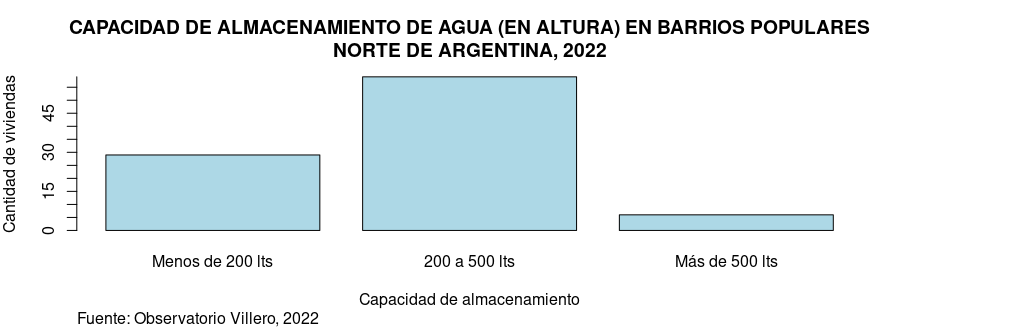 CAPACIDAD DE ALMACENAMIENTO DE AGUA (EN ALTURA) EN BARRIOS POPULARES
NORTE DE ARGENTINA, 2022
Cantidad de viviendas
45
30
15
0
Menos de 200 lts
200 a 500 lts
Más de 500 lts
Capacidad de almacenamiento
Fuente: Observatorio Villero, 2022